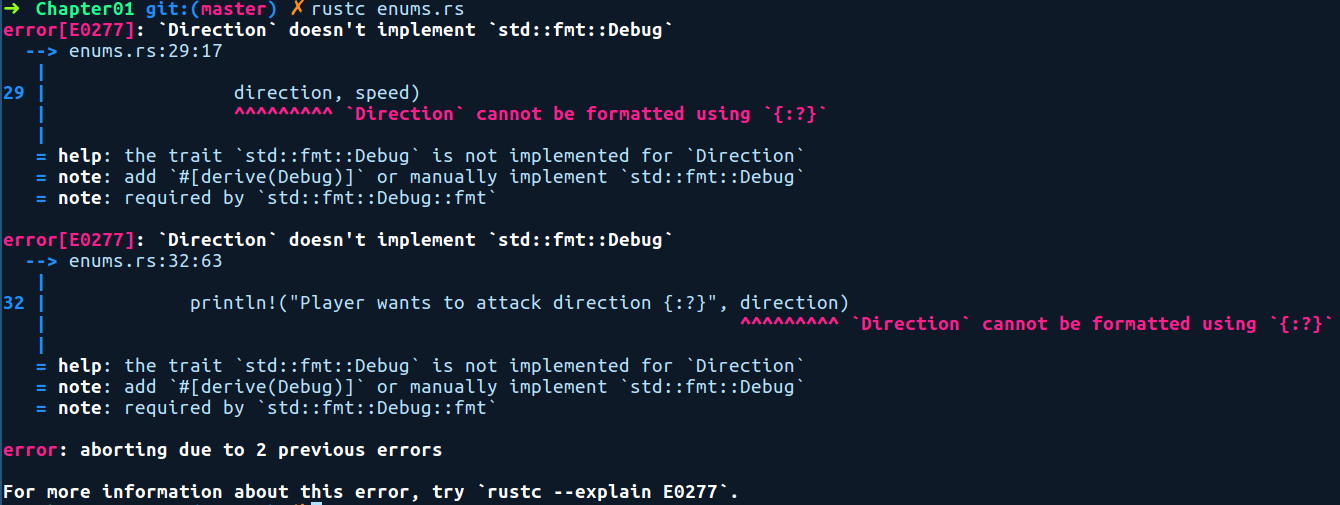 ➜ Chapter01 git:(master) ✗ rustc enums.rs
error[E0277]: `Direction` doesn't implement `std::fmt::Debug`
  --> enums.rs:29:17
   |
29 |                 direction, speed)
   |                 ^^^^^^^^^ `Direction` cannot be formatted using `{:?}`
   |
   = help: the trait `std::fmt::Debug` is not implemented for `Direction`
   = note: add `#[derive(Debug)]` or manually implement `std::fmt::Debug`
   = note: required by `std::fmt::Debug::fmt`

error[E0277]: `Direction` doesn't implement `std::fmt::Debug`
  --> enums.rs:32:63
   |
32 |             println!("Player wants to attack direction {:?}", direction)
   |                                                               ^^^^^^^^^ `Direction` cannot be formatted using `{:?}`
   |
   = help: the trait `std::fmt::Debug` is not implemented for `Direction`
   = note: add `#[derive(Debug)]` or manually implement `std::fmt::Debug`
   = note: required by `std::fmt::Debug::fmt`

error: aborting due to 2 previous errors

For more information about this error, try `rustc --explain E0277`.